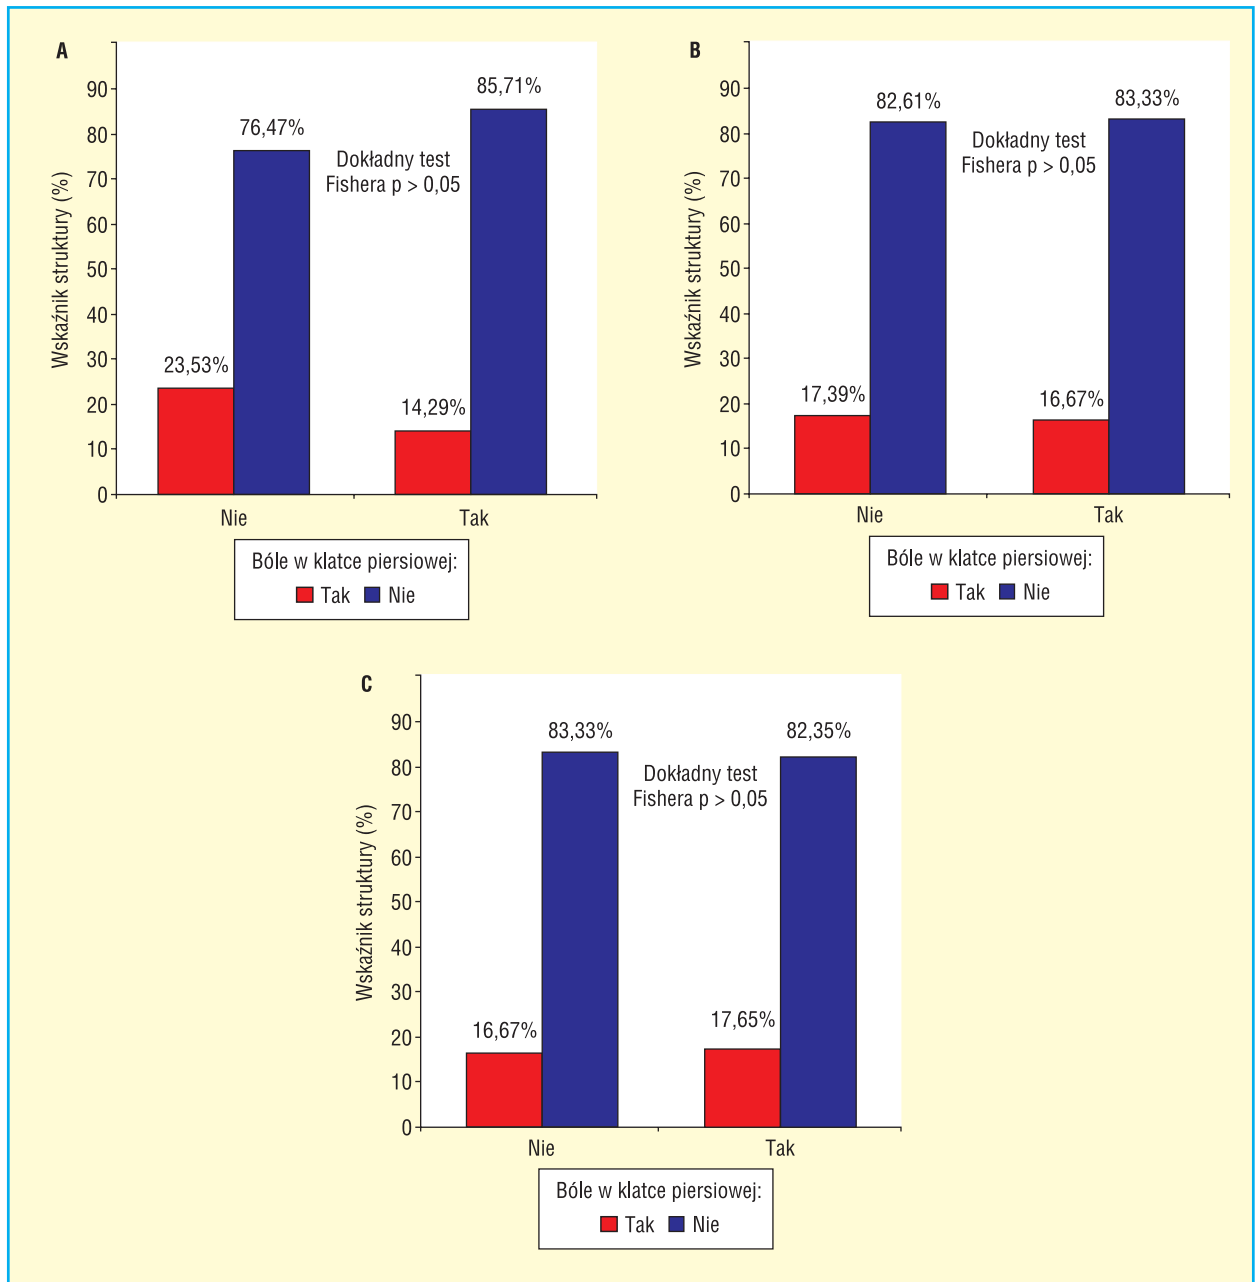 A
90
80
70
60
50
40
30
20
10
0
Wskaźnik struktury (%)
23,53%
76,47%
14,29%
85,71%
Dokładny test
Fishera p > 0,05
Nie
Tak
Bóle w klatce piersiowej:
Tak Nie
B
90
80
70
60
50
40
30
20
10
0
Wskaźnik struktury (%)
17,39%
82,61%
16,67%
83,33%
Dokładny test
Fishera p > 0,05
Nie
Tak
Bóle w klatce piersiowej:
Tak Nie
C
90
80
70
60
50
40
30
20
10
0
Wskaźnik struktury (%)
16,67%
83,33%
17,65%
82,35%
Dokładny test
Fishera p > 0,05
Nie
Tak
Bóle w klatce piersiowej:
Tak Nie